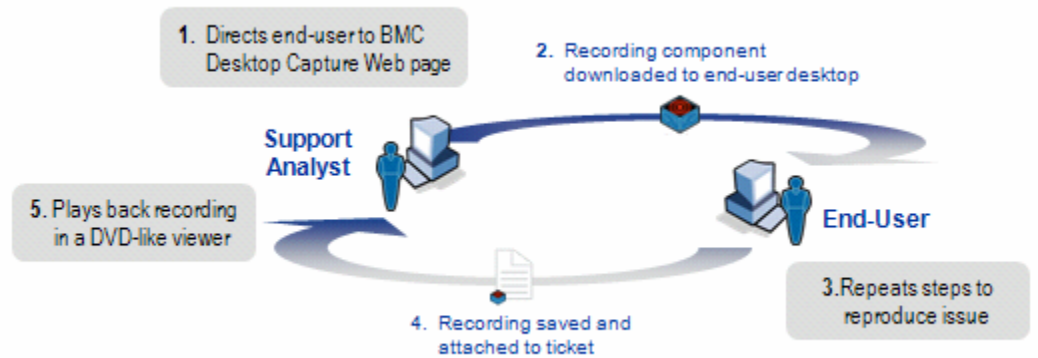 1. Directs end-user to BMC
Desktop Capture Web page
2. Recording component
downloaded to end-user desktop
Support
Analyst
End-User
5. Plays back recording
in a DVD-like viewer
3.Repeats steps to
reproduce issue
4. Recording saved and
attached to ticket